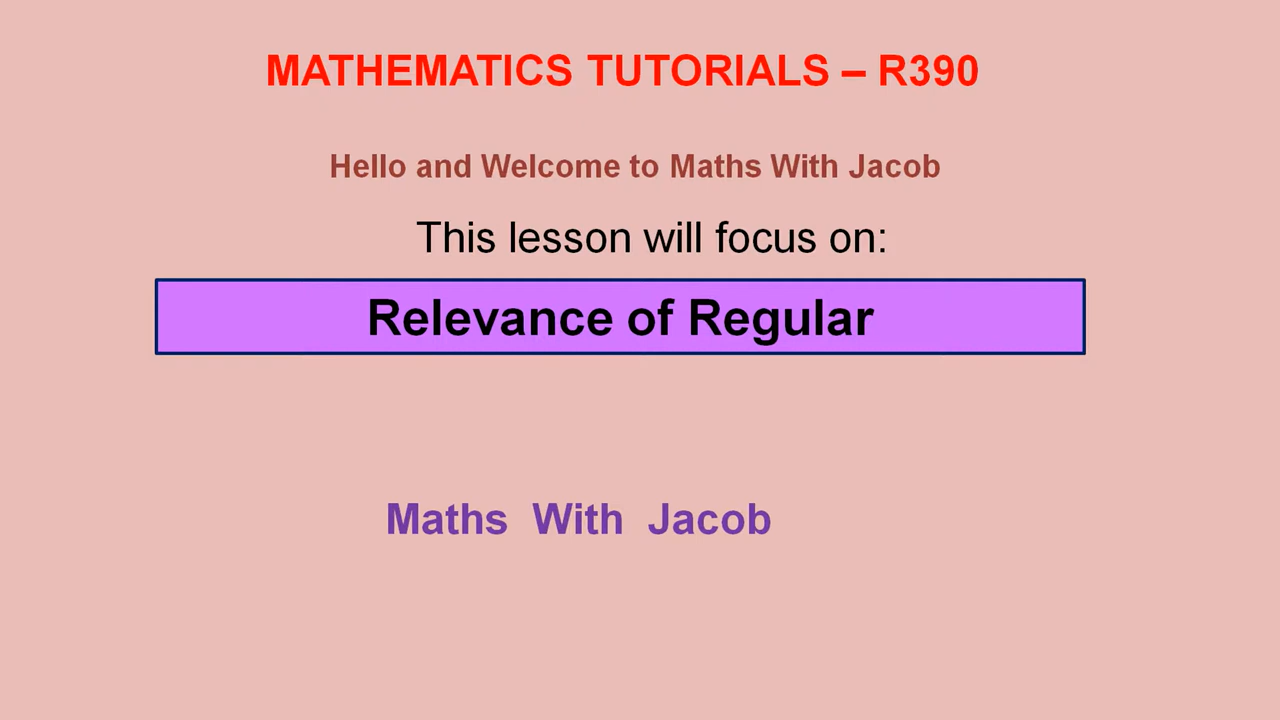 MATHEMATICS TUTORIALS – R390
Hello and Welcome to Maths With Jacob
This lesson will focus on:
Relevance of Regular
Maths With Jacob